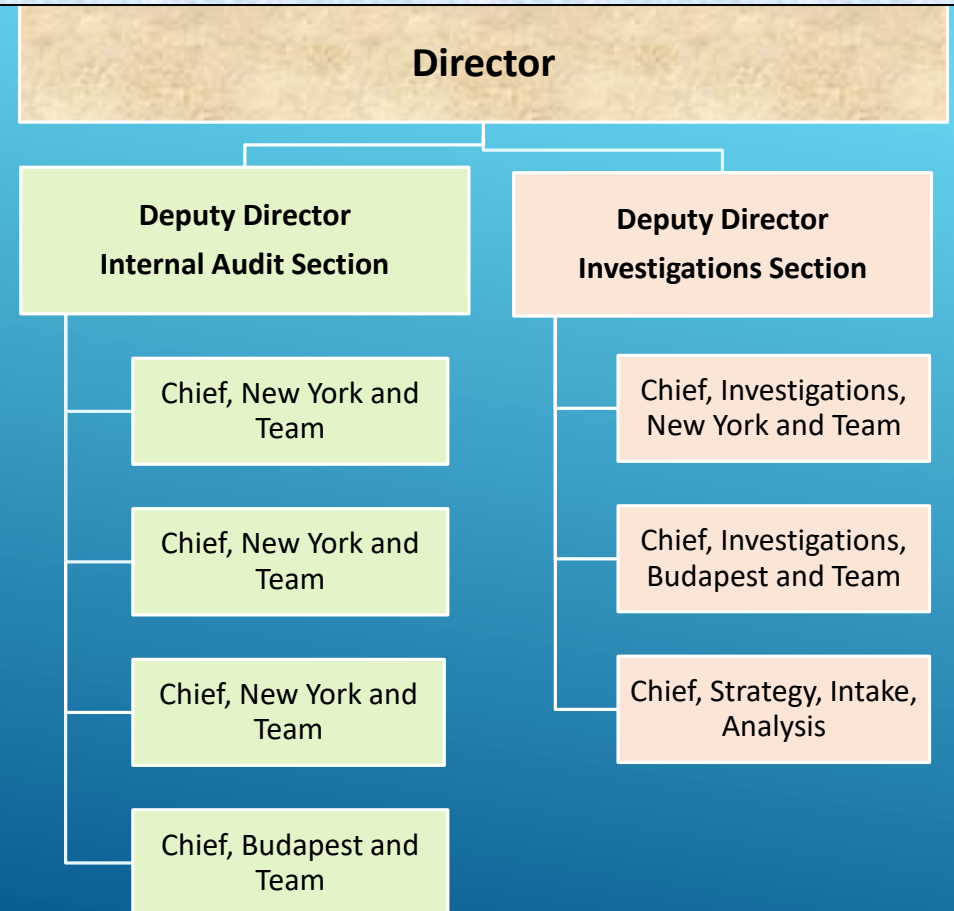 Director
Deputy Director
Internal Audit Section
Chief, New York and
Team
Chief, New York and
Team
Chief, New York and
Team
Chief, Budapest and
Team
Deputy Director
Investigations Section
Chief, Investigations,
New York and Team
Chief, Investigations,
Budapest and Team
Chief, Strategy, Intake,
Analysis